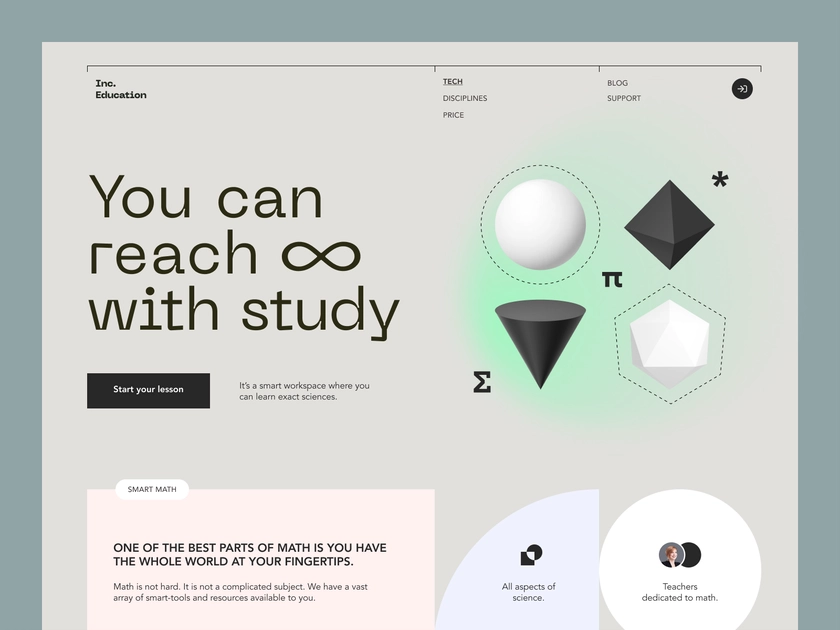 Inc.
Education
TECH
DISCIPLINES
PRICE
BLOG
SUPPORT
You can
reach ∞
with study
*
π
Σ
Start your lesson
It's a smart workspace where you
can learn exact sciences.
SMART MATH
ONE OF THE BEST PARTS OF MATH IS YOU HAVE
THE WHOLE WORLD AT YOUR FINGERTIPS.
Math is not hard. It is not a complicated subject. We have a vast
array of smart-tools and resources available to you.
All aspects of
science.
Teachers
dedicated to math.